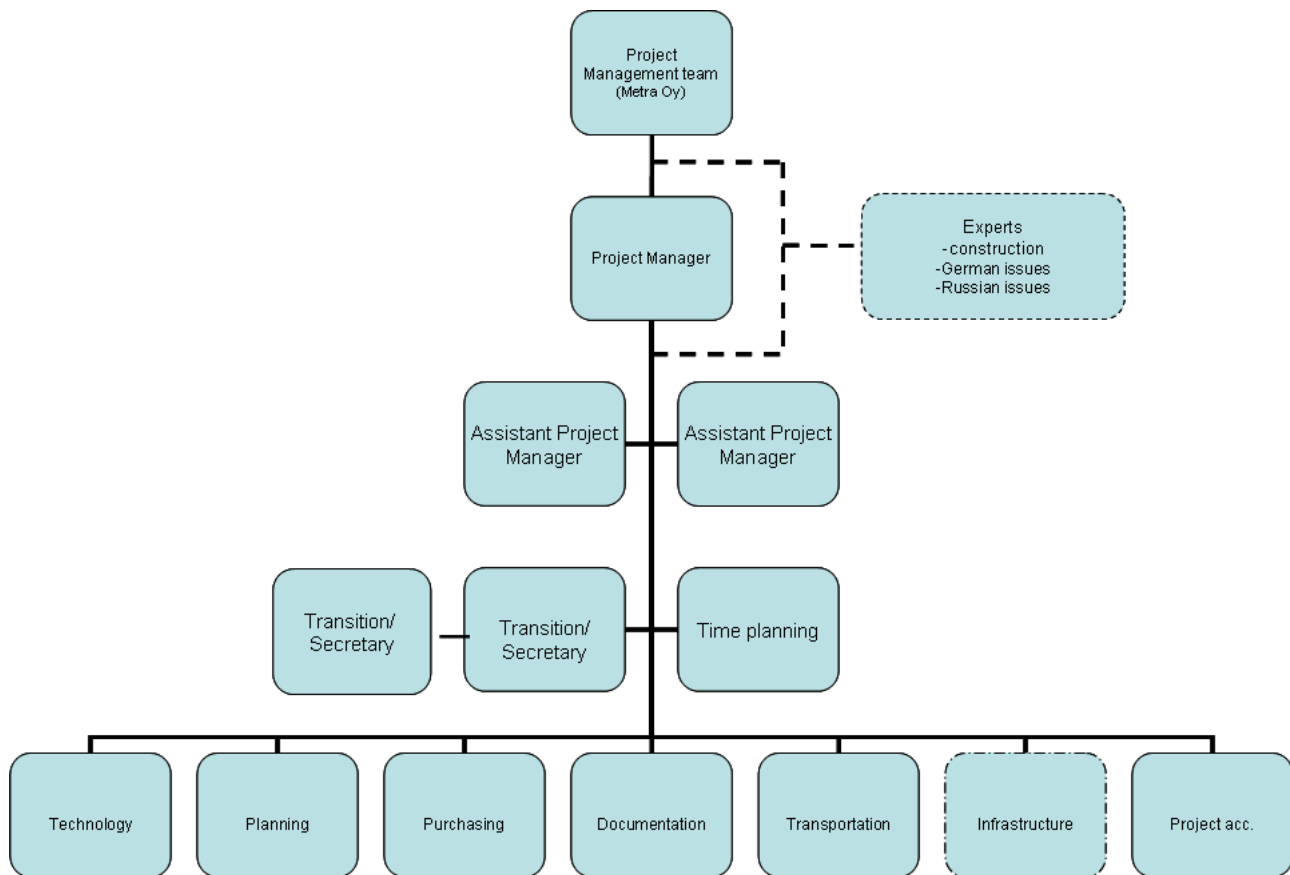 Project
Management team
(Metra Oy)
Project Manager
Experts
-construction
-German issues
-Russian issues
Assistant Project
Manager
Assistant Project
Manager
Transition/
Secretary
Transition/
Secretary
Time planning
Technology
Planning
Purchasing
Documentation
Transportation
Infrastructure
Project acc.